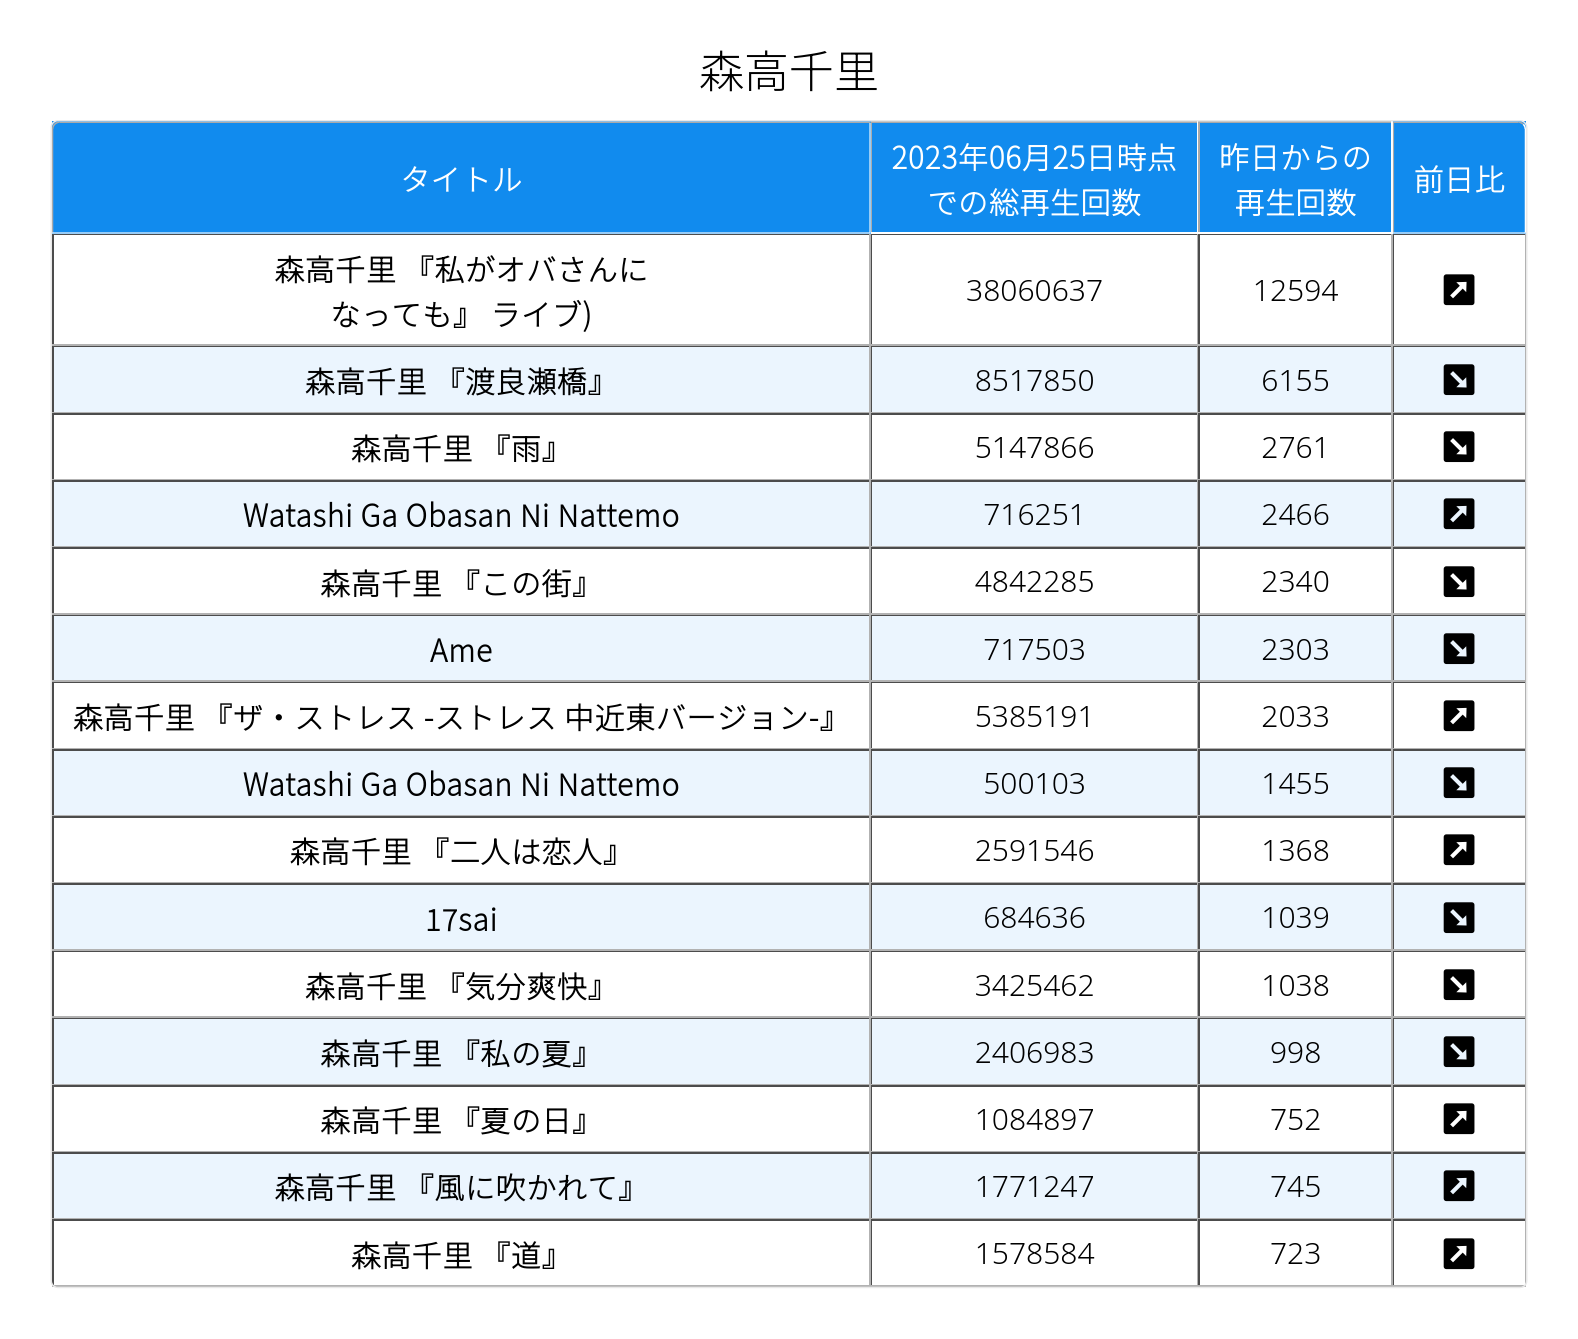 森高千里
タイトル
2023年06月25日時点
での総再生回数
昨日からの
再生回数
前日比
森高千里 『私がオバさんに
なっても』 ライブ)
38060637
12594
森高千里 『渡良瀬橋』
8517850
6155
森高千里 『雨』
5147866
2761
Watashi Ga Obasan Ni Nattemo
716251
2466
森高千里 『この街』
4842285
2340
Ame
717503
2303
森高千里 『ザ・ストレス -ストレス 中近東バージョン-』
5385191
2033
Watashi Ga Obasan Ni Nattemo
500103
1455
森高千里 『二人は恋人』
2591546
1368
17sai
684636
1039
森高千里 『気分爽快』
3425462
1038
森高千里 『私の夏』
2406983
998
森高千里 『夏の日』
1084897
752
森高千里 『風に吹かれて』
1771247
745
森高千里 『道』
1578584
723